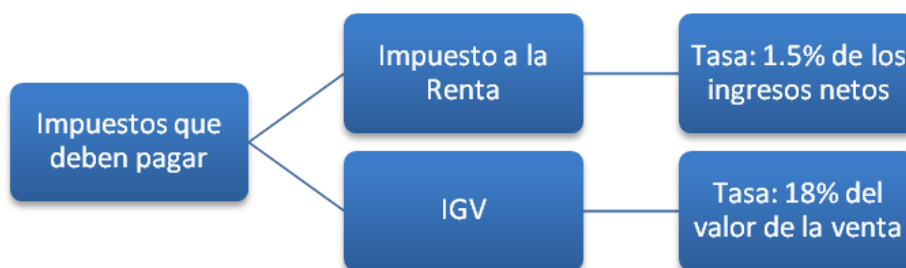 Impuestos que
deben pagar
Impuesto a la
Renta
Tasa: 1.5% de los
ingresos netos
IGV
Tasa: 18% del
valor de la venta